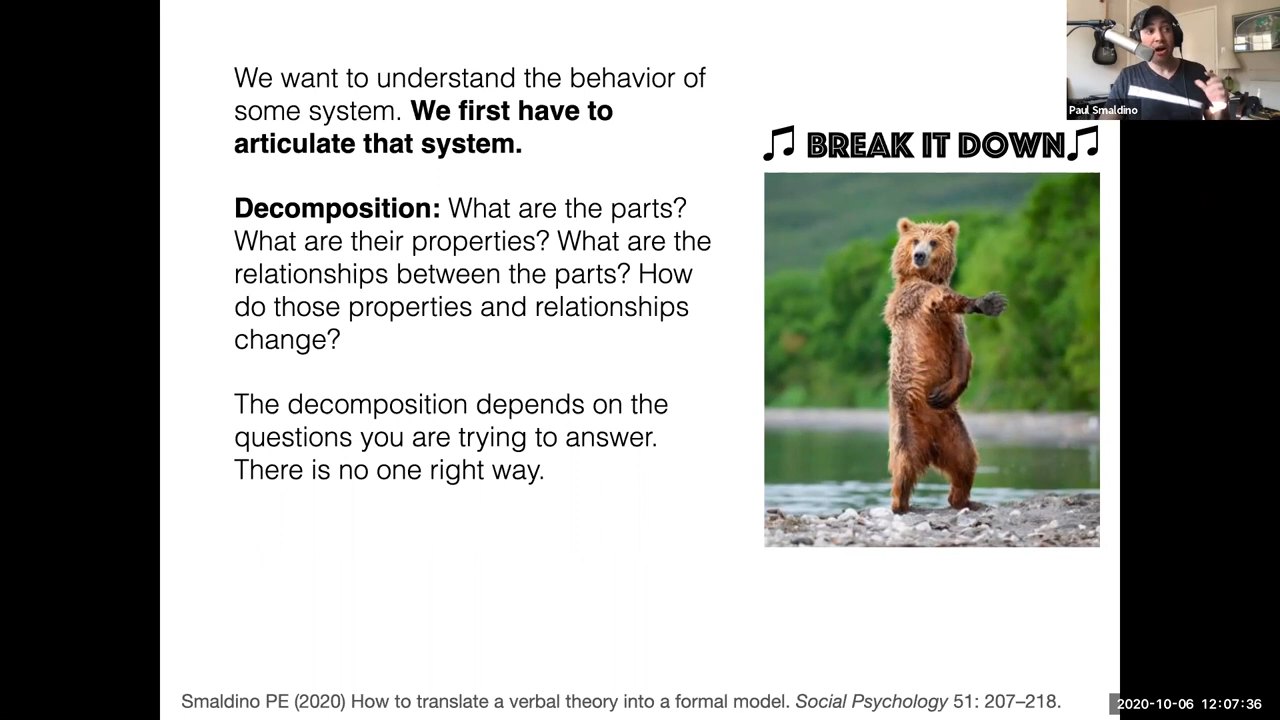 We want to understand the behavior of
some system. We first have to
articulate that system.
Decomposition: What are the parts?
What are their properties? What are the
relationships between the parts? How
do those properties and relationships
change?
The decomposition depends on the
questions you are trying to answer.
There is no one right way.
♫ BREAK IT DOWN♫
Paul Smaldino
Smaldino PE (2020) How to translate a verbal theory into a formal model. Social Psychology 51: 207–218.
2020-10-06 12:07:36